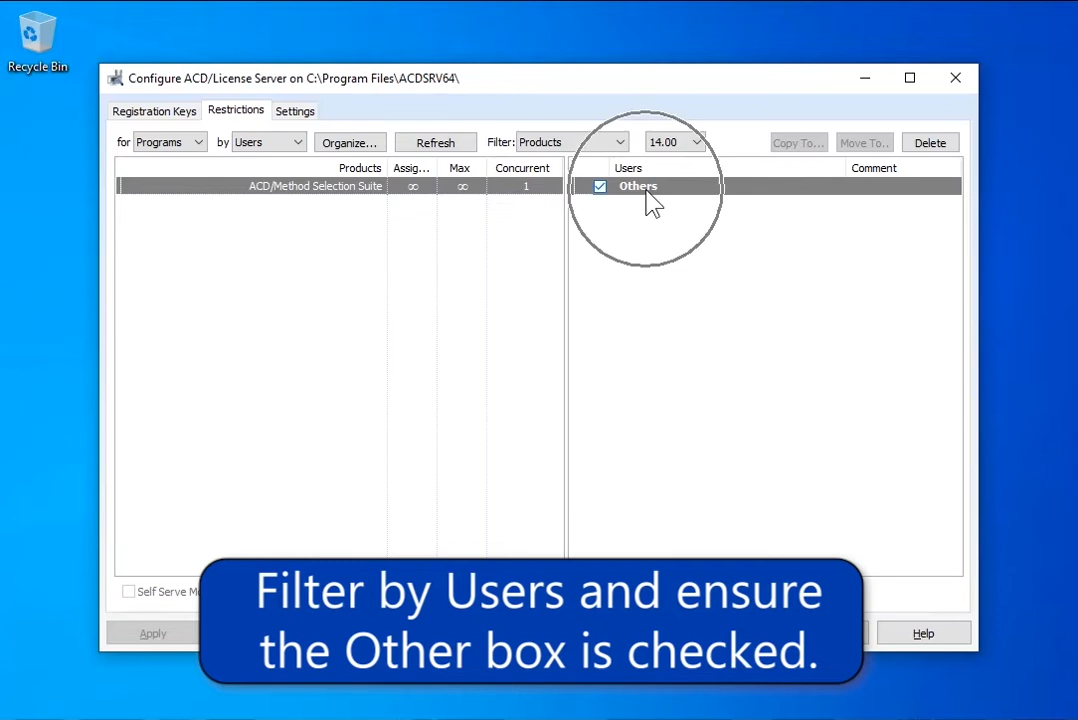 Recycle Bin
Configure ACD/License Server on C:\Program Files\ACDSRV64\
Registration Keys Restrictions Settings
for Programs by Users Organize... Refresh Filter: Products 14.00 Copy To... Move To.. Delete
Products Assig... Max Concurrent Users Comment
ACD/Method Selection Suite ∞ ∞ 1 Others
Self Serve
Apply Help
Filter by Users and ensure
the Other box is checked.